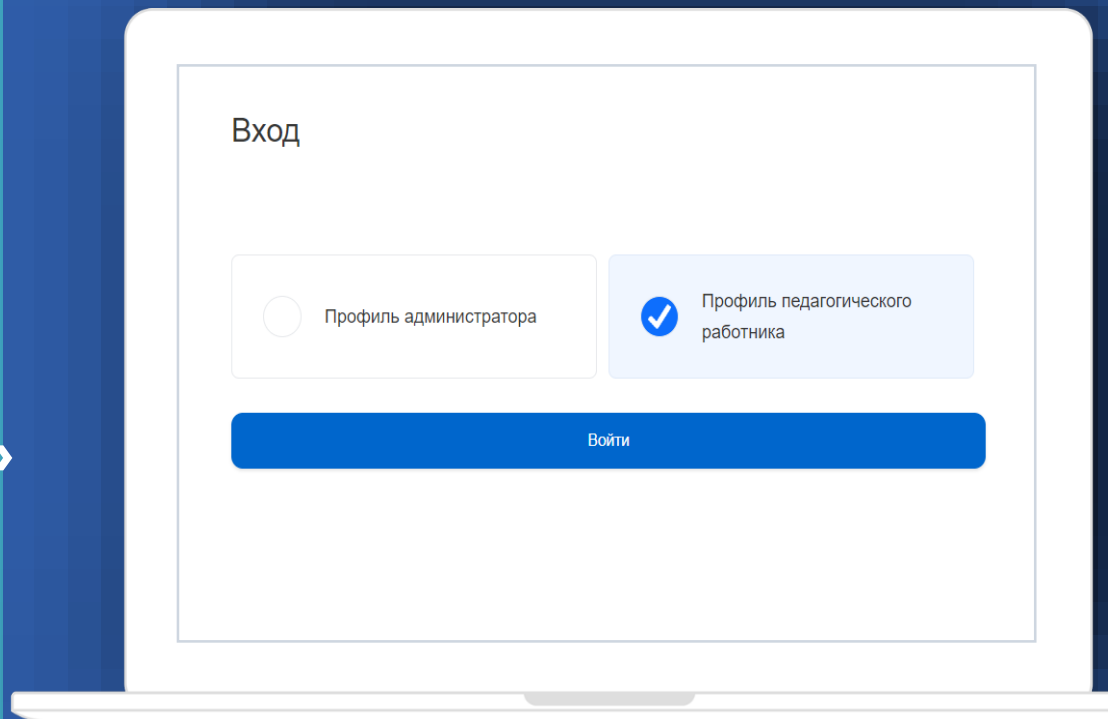 Вход
Профиль администратора
Профиль педагогического
работника
Войти